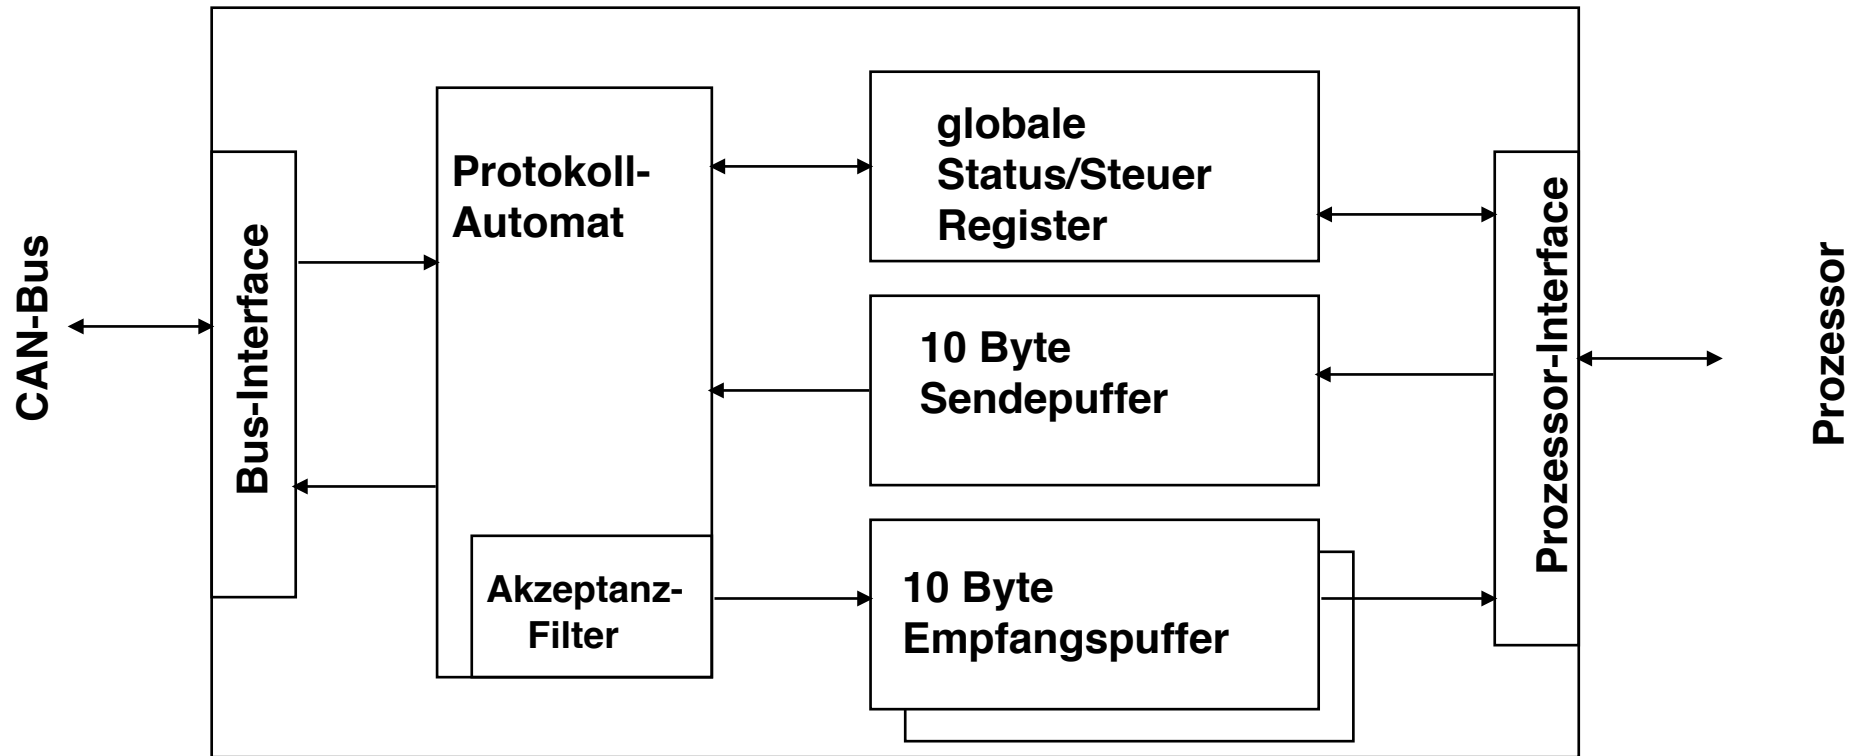 CAN-Bus
Bus-Interface
Protokoll-
Automat
Akzeptanz-
Filter
globale
Status/Steuer
Register
10 Byte
Sendepuffer
10 Byte
Empfangspuffer
Prozessor-Interface
Prozessor